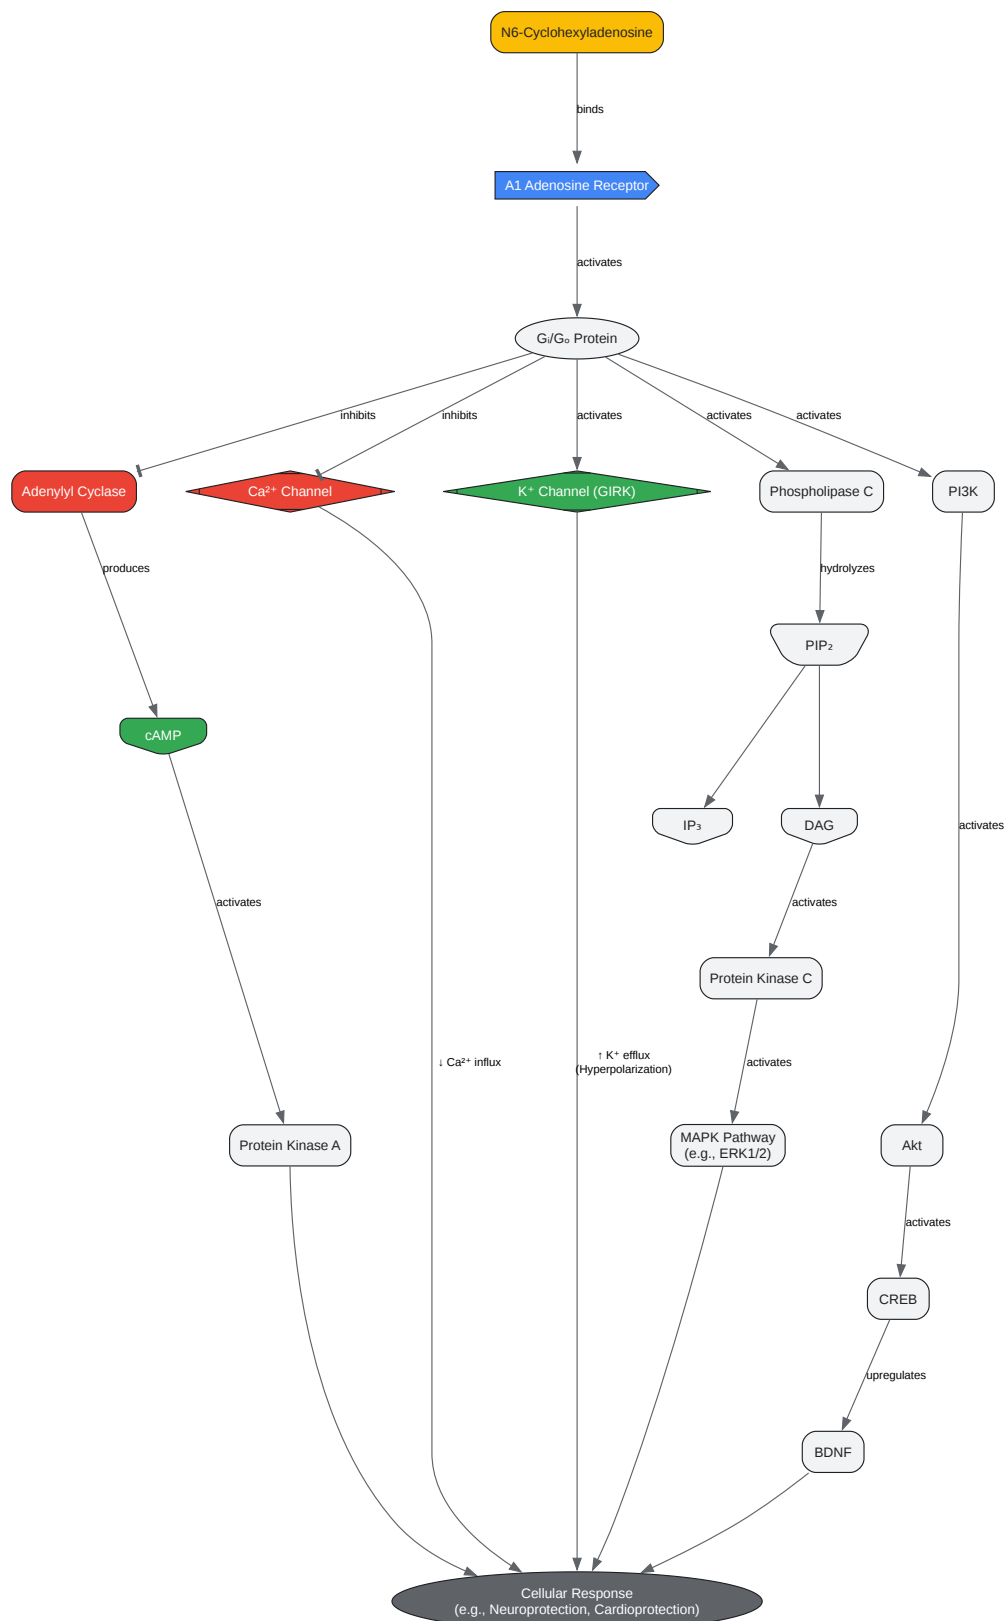 N6-Cyclohexyladenosine
binds
A1 Adenosine Receptor
activates
Gᵢ/Gₒ Protein
inhibits
inhibits
activates
activates
activates
Adenylyl Cyclase
Ca²⁺ Channel
K⁺ Channel (GIRK)
Phospholipase C
PI3K
produces
hydrolyzes
PIP₂
cAMP
IP₃
DAG
activates
activates
activates
Protein Kinase C
↓ Ca²⁺ influx
↑ K⁺ efflux
(Hyperpolarization)
activates
Protein Kinase A
MAPK Pathway
(e.g., ERK1/2)
Akt
activates
CREB
upregulates
BDNF
Cellular Response
(e.g., Neuroprotection, Cardioprotection)